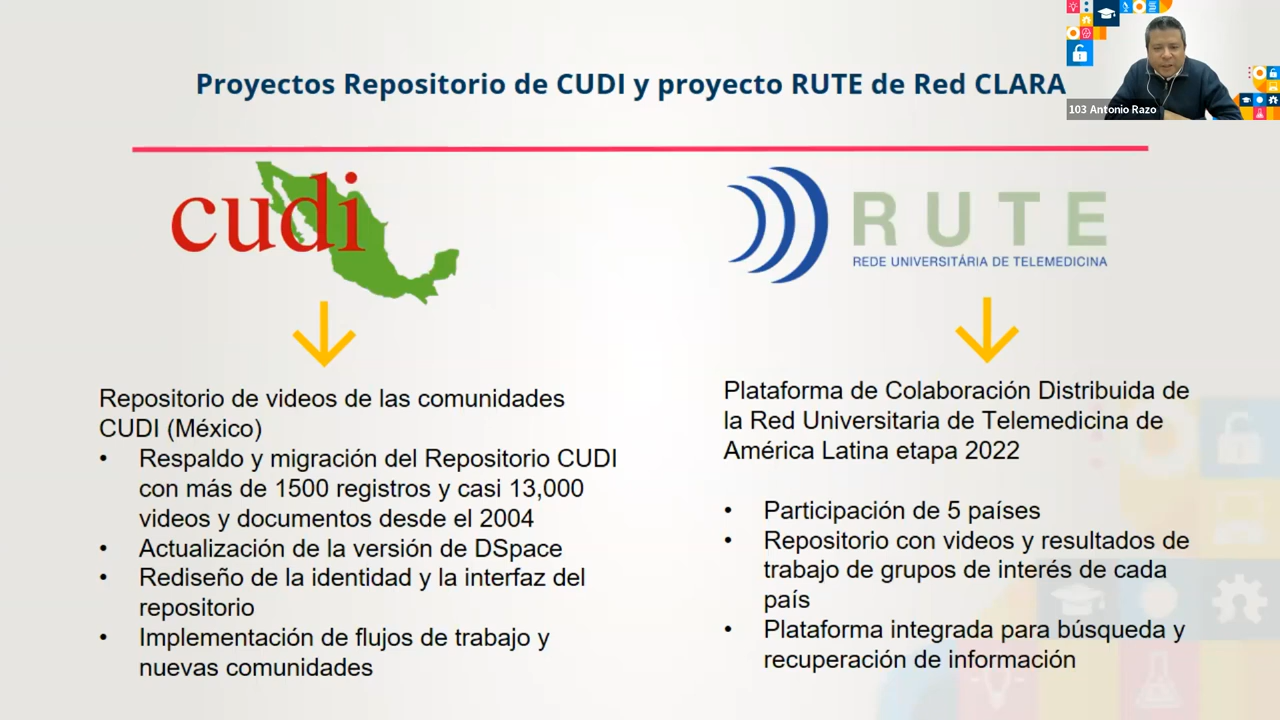 Proyectos Repositorio de CUDI y proyecto RUTE de Red CLARA
103 Antonio Razo
cudi
Repositorio de videos de las comunidades
CUDI (México)
• Respaldo y migración del Repositorio CUDI
con más de 1500 registros y casi 13,000
videos y documentos desde el 2004
• Actualización de la versión de DSpace
• Rediseño de la identidad y la interfaz del
repositorio
• Implementación de flujos de trabajo y
nuevas comunidades
RUTE
REDE UNIVERSITÁRIA DE TELEMEDICINA
Plataforma de Colaboración Distribuida de
la Red Universitaria de Telemedicina de
América Latina etapa 2022
• Participación de 5 países
• Repositorio con videos y resultados de
trabajo de grupos de interés de cada
país
• Plataforma integrada para búsqueda y
recuperación de información